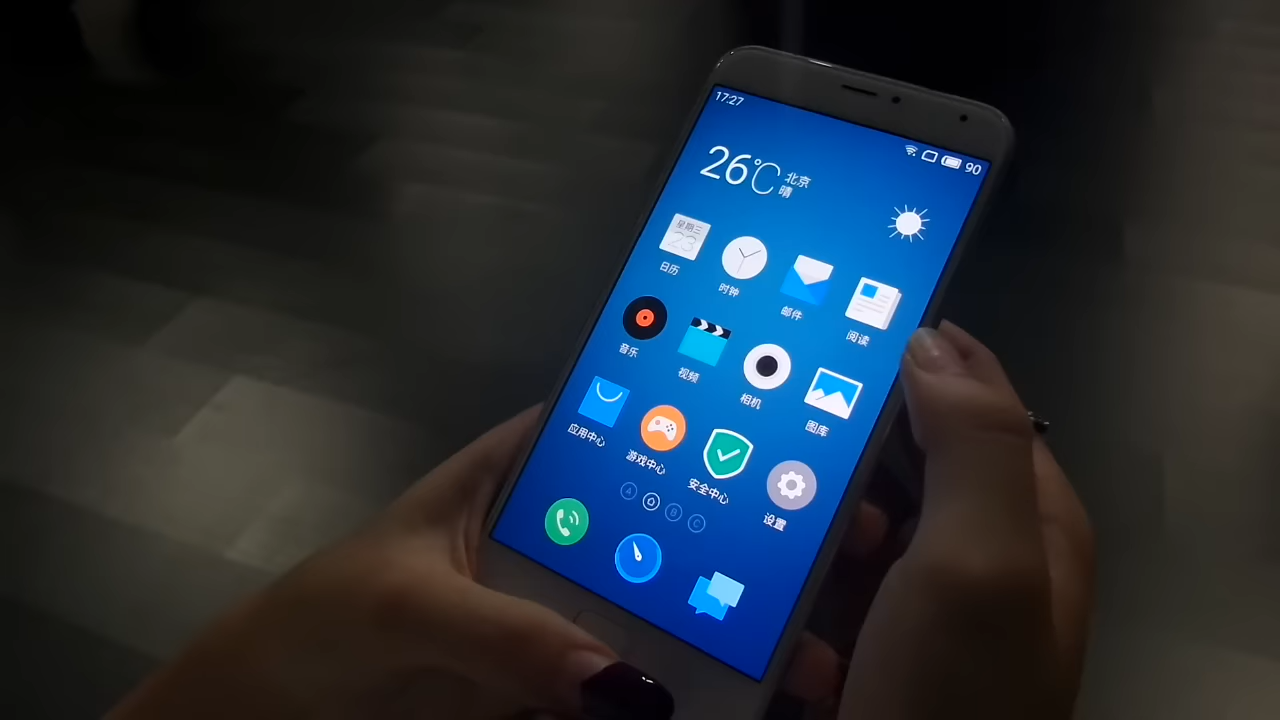 17:27
90
26℃
北京
晴
星期三
23
日历
时钟
邮件
阅读
音乐
视频
相机
图库
应用中心
游戏中心
安全中心
设置
A
B
C